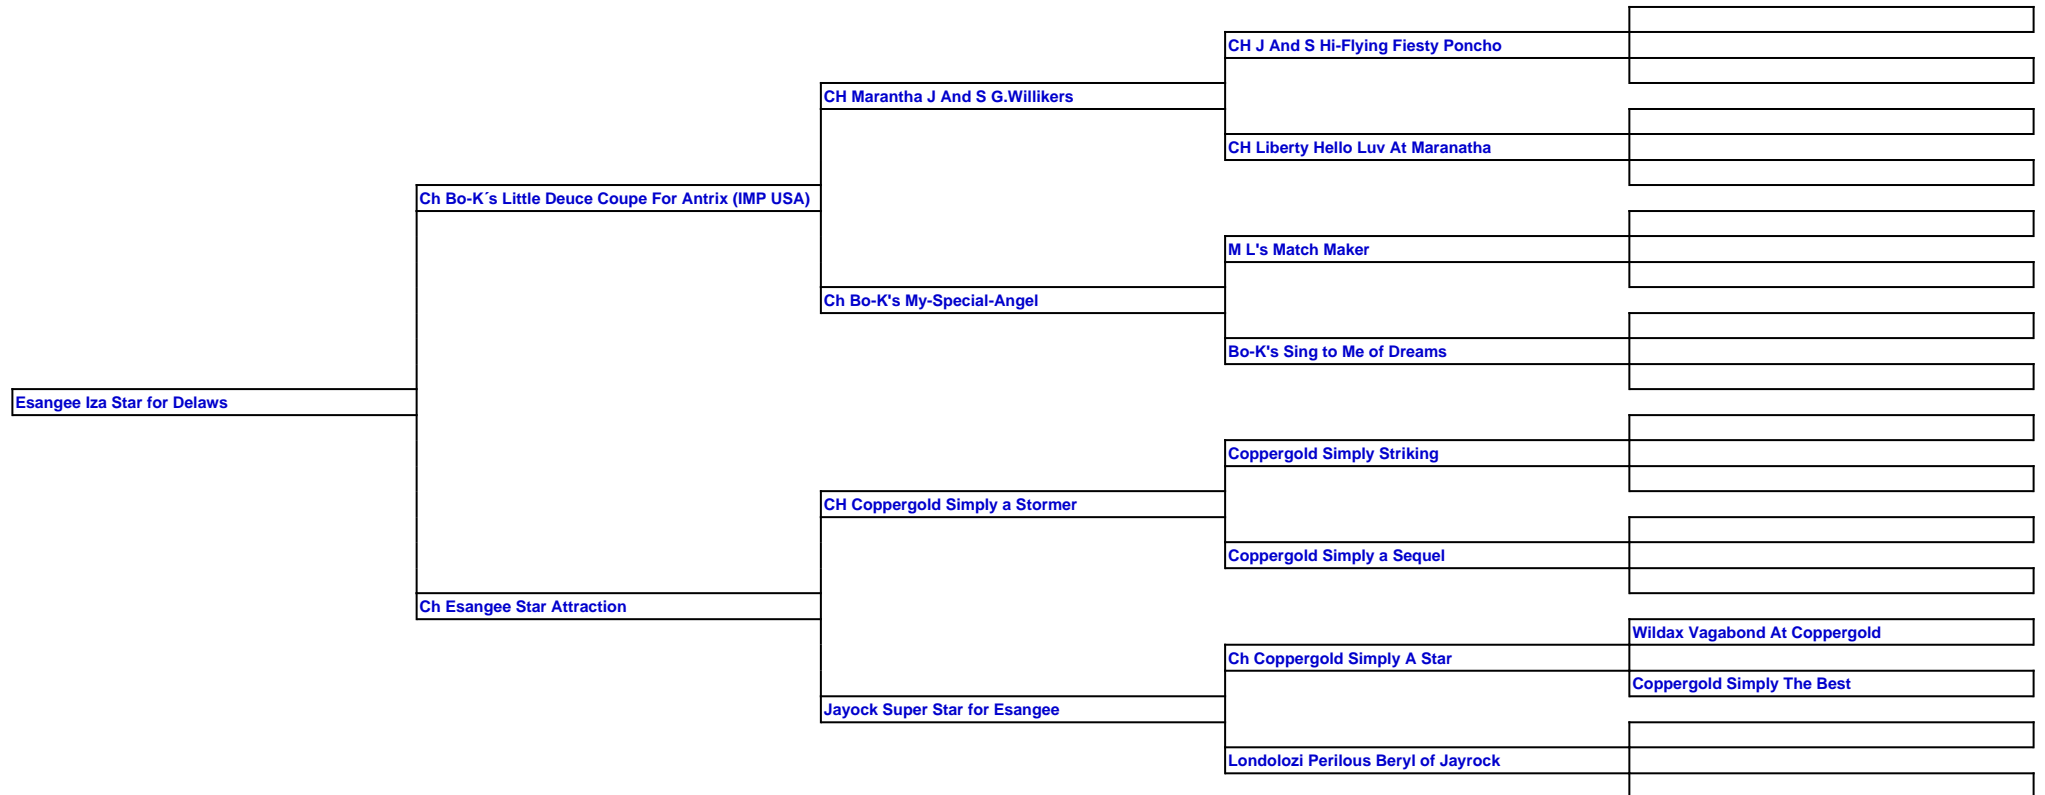 CH J And S Hi-Flying Fiesty Poncho
CH Marantha J And S G.Willikers
CH Liberty Hello Luv At Maranatha
Ch Bo-K´s Little Deuce Coupe For Antrix (IMP USA)
M L's Match Maker
Ch Bo-K's My-Special-Angel
Bo-K's Sing to Me of Dreams
Esangee Iza Star for Delaws
Coppergold Simply Striking
CH Coppergold Simply a Stormer
Coppergold Simply a Sequel
Ch Esangee Star Attraction
Wildax Vagabond At Coppergold
Ch Coppergold Simply A Star
Coppergold Simply The Best
Jayock Super Star for Esangee
Londolozi Perilous Beryl of Jayrock